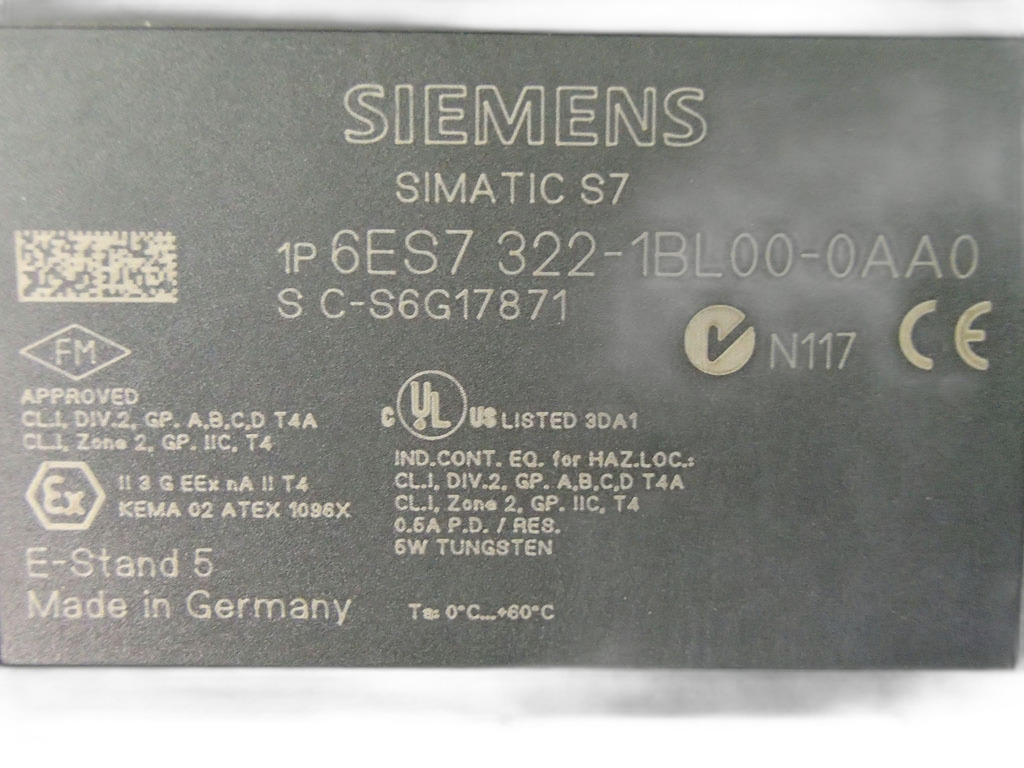 SIEMENS
SIMATIC S7
1P 6ES7 322-1BL00-0AA0
S C-S6G17871
N117 CE
FM
APPROVED
CL.I, DIV.2, GP. A,B,C,D T4A
CL.I, Zone 2, GP. IIC, T4
Ex II 3 G EEx nA II T4
KEMA 02 ATEX 1096X
C UL US LISTED 3DA1
IND.CONT. EQ. for HAZ.LOC.:
CL.I, DIV.2, GP. A,B,C,D T4A
CL.I, Zone 2, GP. IIC, T4
0.5A P.D. / RES.
5W TUNGSTEN
E-Stand 5
Made in Germany
Ta: 0°C...+60°C